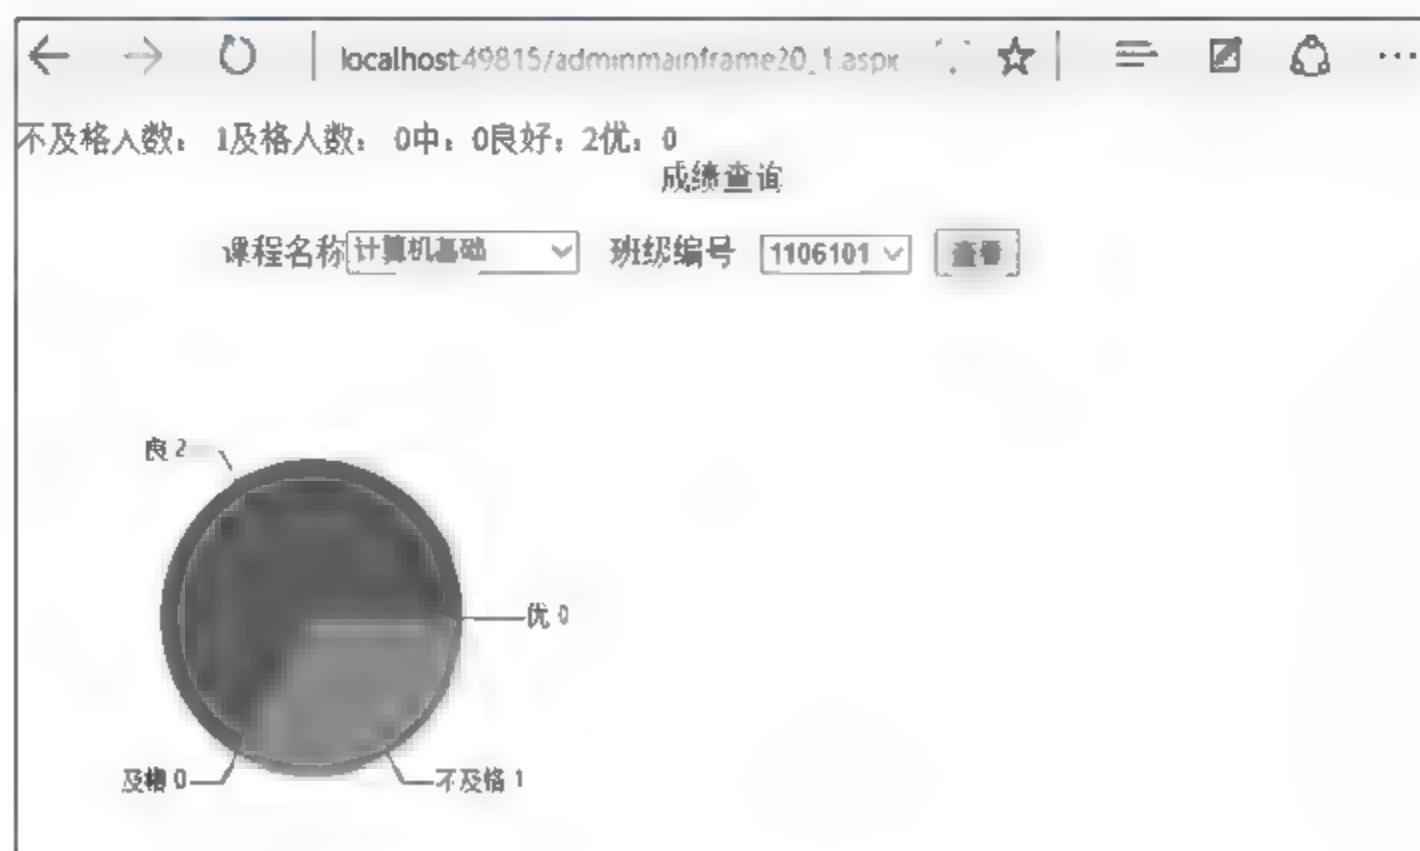 localhost:49815/adminmainframe20_1.aspx
不及格人数: 1及格人数: 0中: 0良好: 2优: 0
成绩查询
课程名称 计算机基础 班级编号 1106101 查看
良 2
优 0
及格 0 不及格 1